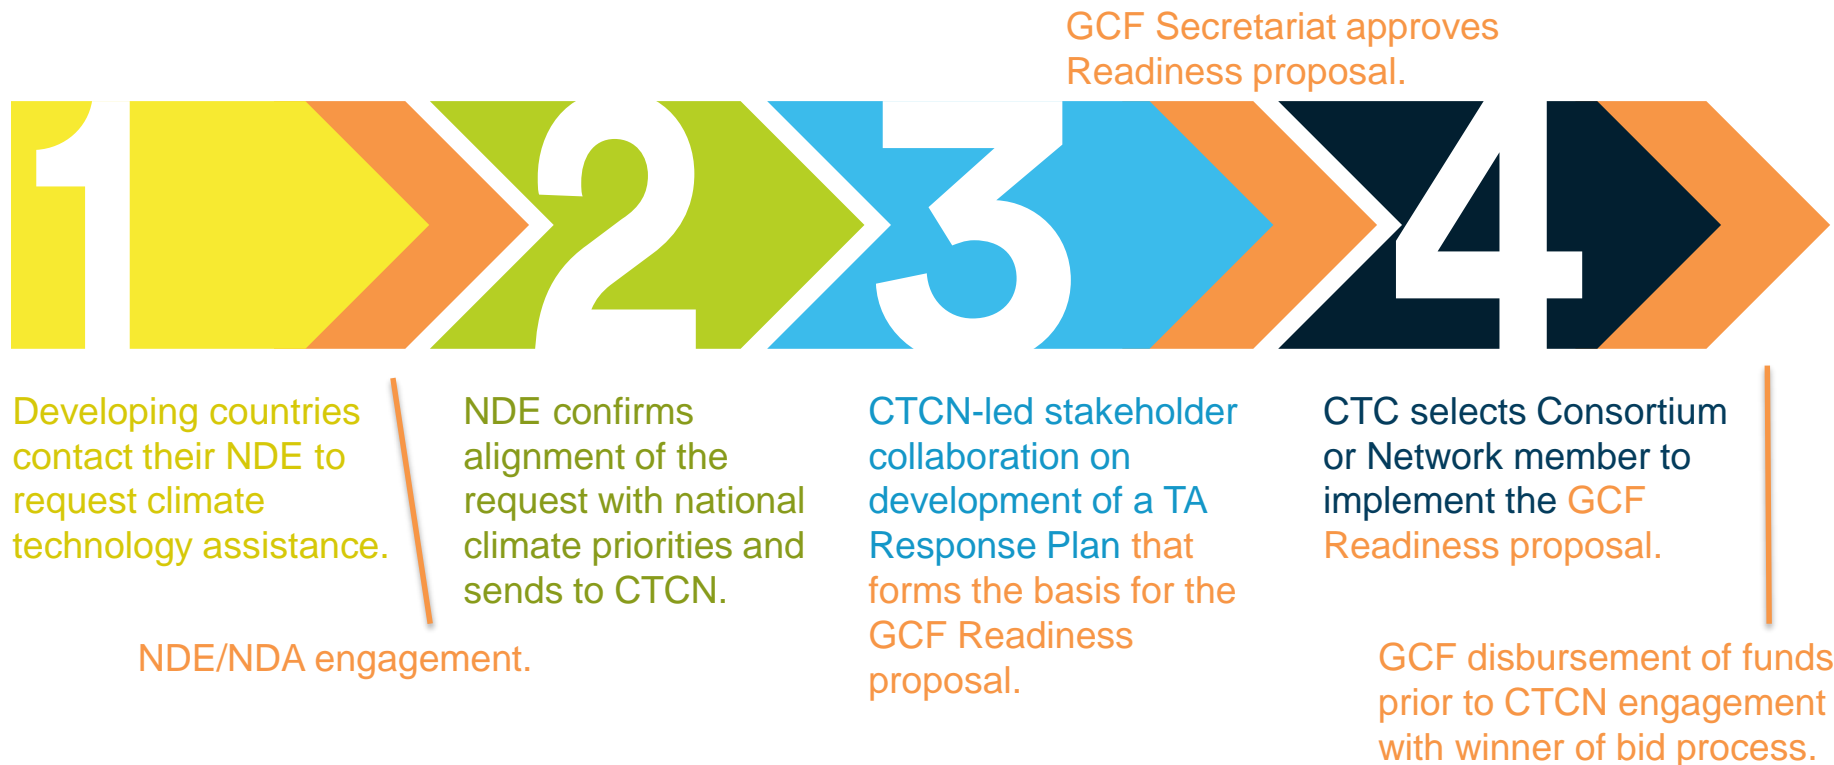 GCF Secretariat approves
Readiness proposal.
1
2
3
4
Developing countries
contact their NDE to
request climate
technology assistance.
NDE/NDA engagement.
NDE confirms
alignment of the
request with national
climate priorities and
sends to CTCN.
CTCN-led stakeholder
collaboration on
development of a TA
Response Plan that
forms the basis for the
GCF Readiness
proposal.
CTC selects Consortium
or Network member to
implement the GCF
Readiness proposal.
GCF disbursement of funds
prior to CTCN engagement
with winner of bid process.